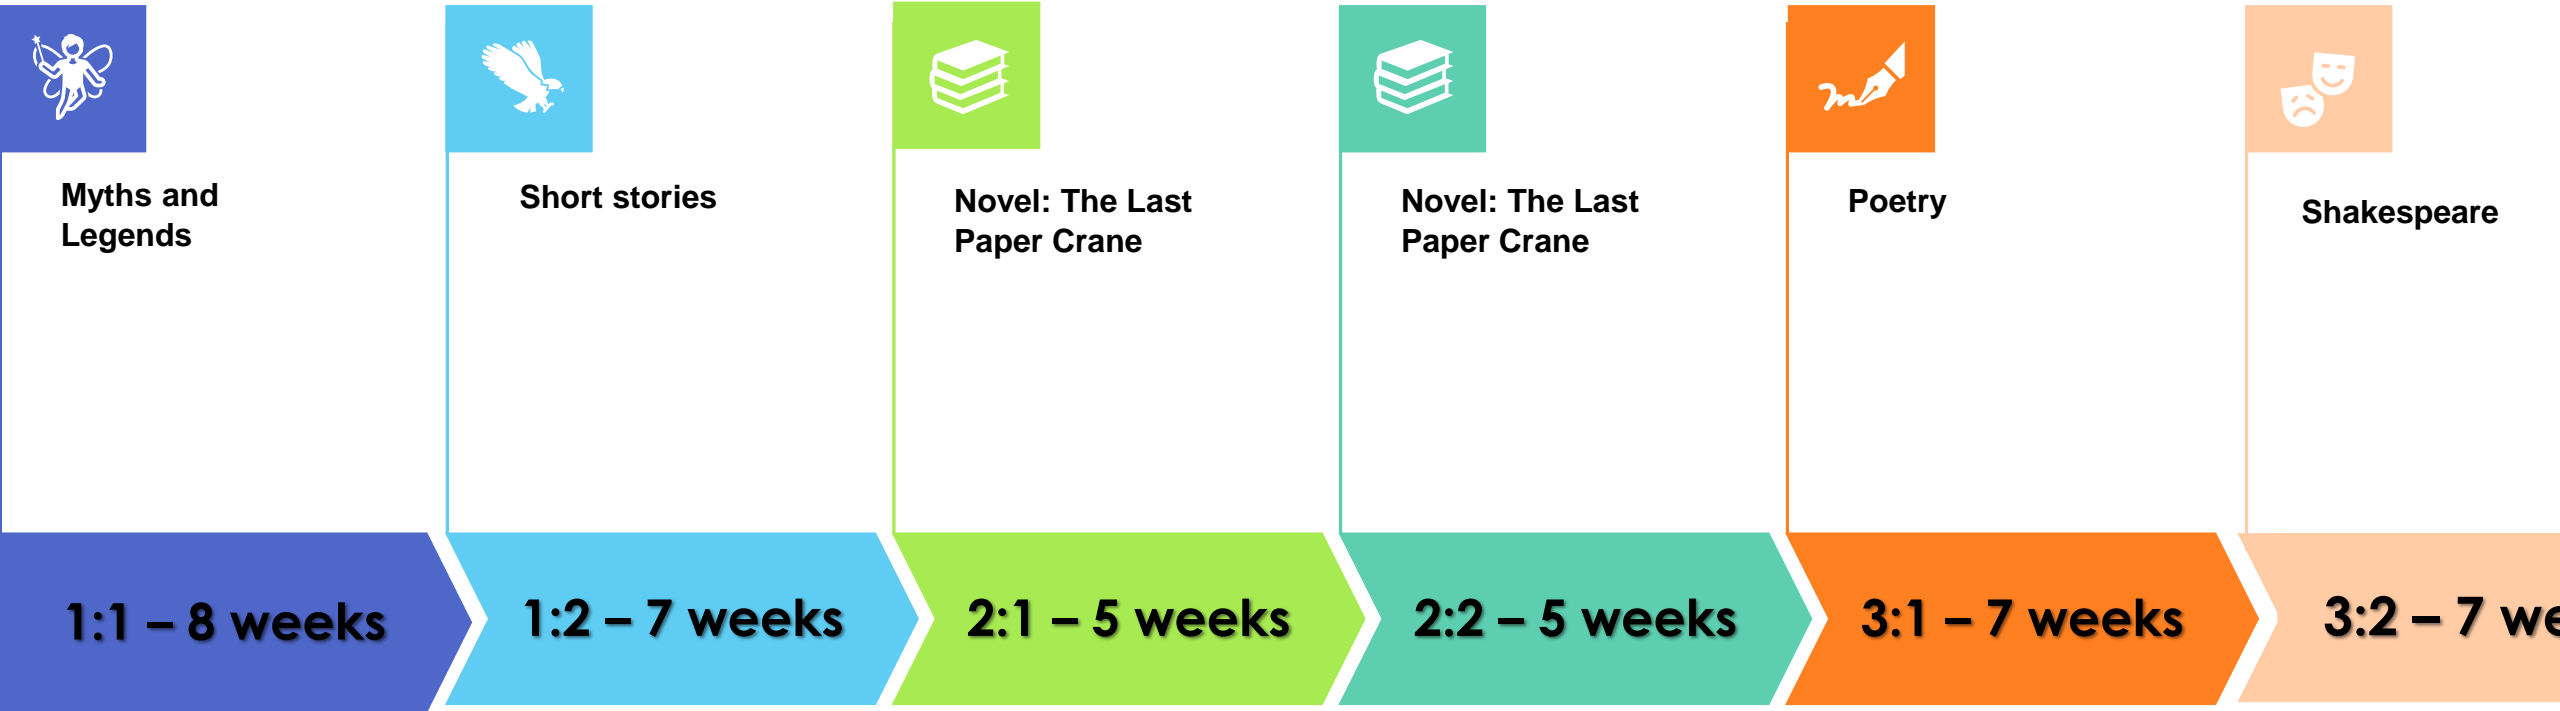 Myths and
Legends
Short stories
Novel: The Last
Paper Crane
Novel: The Last
Paper Crane
Poetry
Shakespeare
1:1 – 8 weeks
1:2 – 7 weeks
2:1 – 5 weeks
2:2 – 5 weeks
3:1 – 7 weeks
3:2 – 7